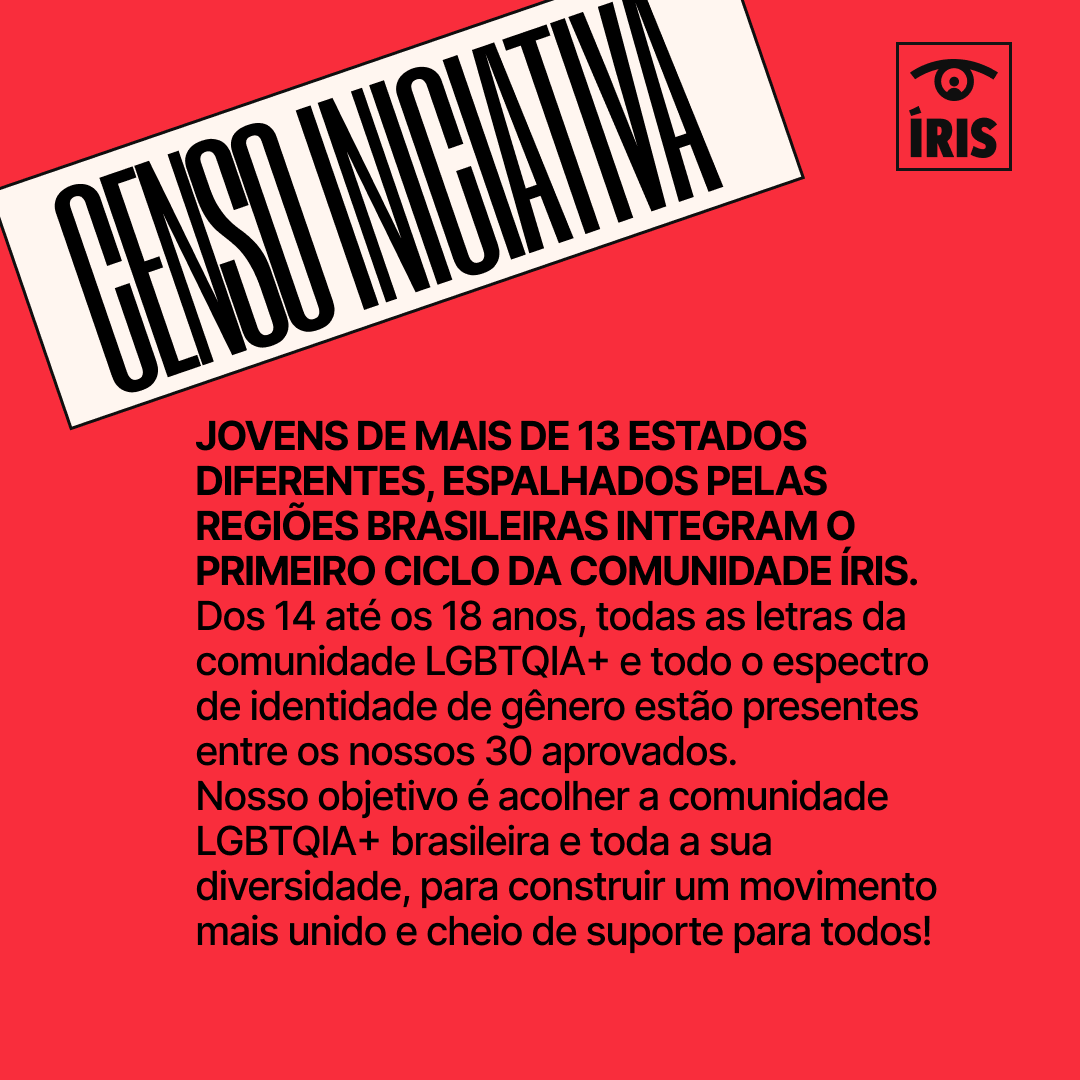 CENSO INICIATIVA
ÍRIS
JOVENS DE MAIS DE 13 ESTADOS
DIFERENTES, ESPALHADOS PELAS
REGIÕES BRASILEIRAS INTEGRAM O
PRIMEIRO CICLO DA COMUNIDADE ÍRIS.
Dos 14 até os 18 anos, todas as letras da
comunidade LGBTQIA+ e todo o espectro
de identidade de gênero estão presentes
entre os nossos 30 aprovados.
Nosso objetivo é acolher a comunidade
LGBTQIA+ brasileira e toda a sua
diversidade, para construir um movimento
mais unido e cheio de suporte para todos!